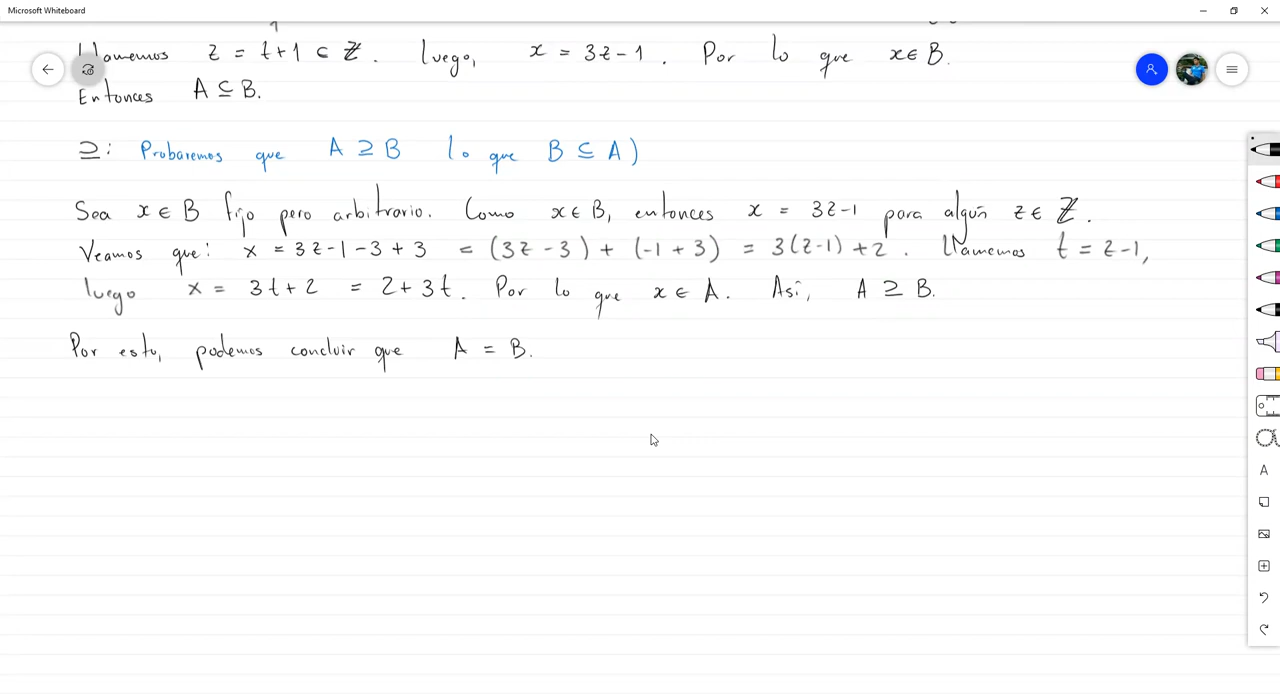 Microsoft Whiteboard
Llamemos z = t+1 ∈ ℤ. Luego, x = 3z-1. Por lo que x∈B.
Entonces A ⊆ B.
⊇: Probaremos que A ⊇ B lo que B ⊆ A)
Sea x ∈ B fijo pero arbitrario. Como x∈B, entonces x = 3z-1 para algún z∈ ℤ.
Veamos que: x = 3z-1-3+3 = (3z-3) + (-1+3) = 3(z-1)+2. Llamemos t = z-1,
luego x = 3t+2 = 2+3t. Por lo que x∈ A. Así, A ⊇ B.
Por esto, podemos concluir que A = B.
A